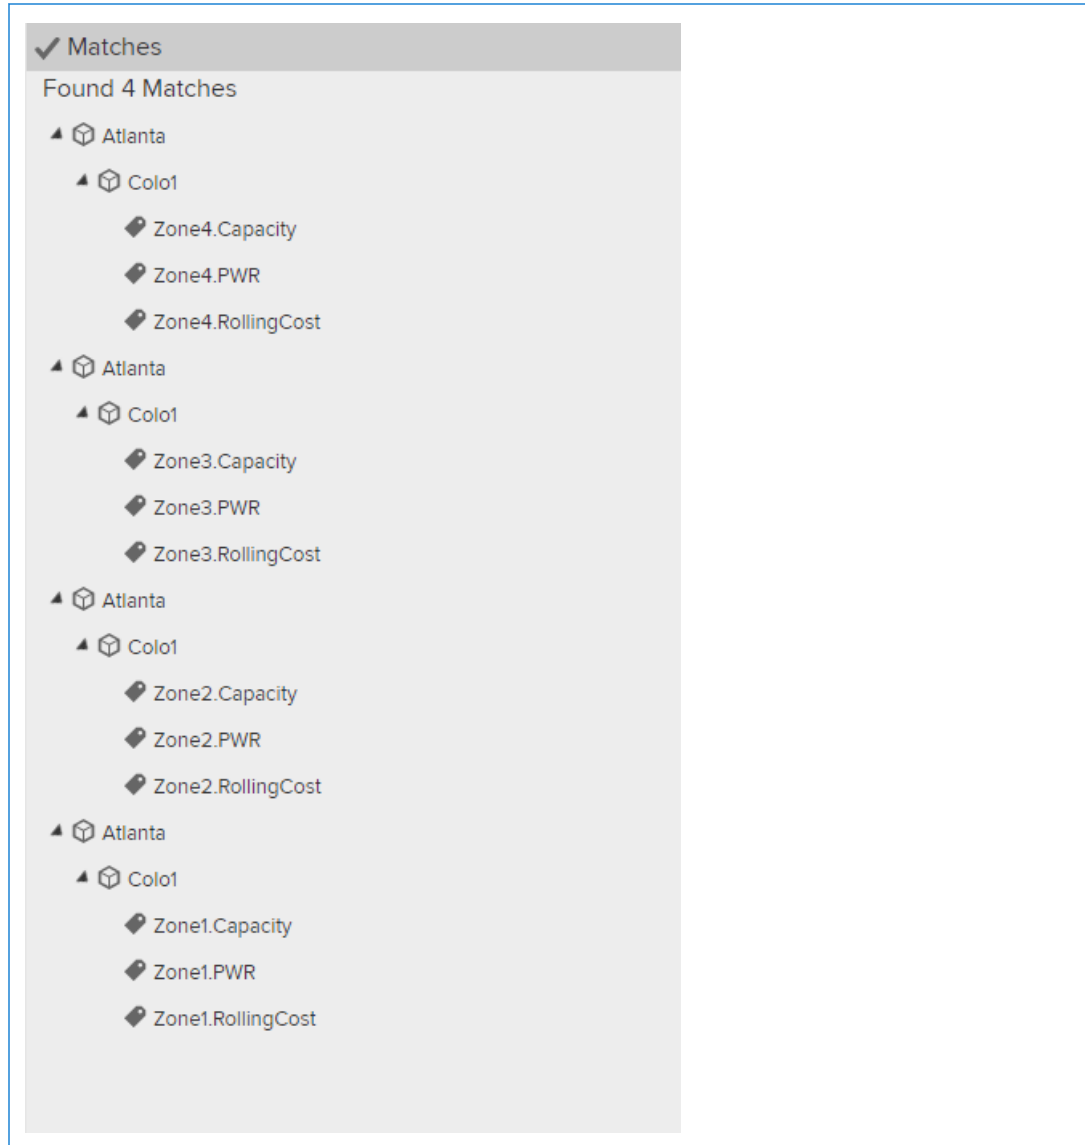 Matches
Found 4 Matches
Atlanta
Colo1
Zone4.Capacity
Zone4.PWR
Zone4.RollingCost
Atlanta
Colo1
Zone3.Capacity
Zone3.PWR
Zone3.RollingCost
Atlanta
Colo1
Zone2.Capacity
Zone2.PWR
Zone2.RollingCost
Atlanta
Colo1
Zone1.Capacity
Zone1.PWR
Zone1.RollingCost